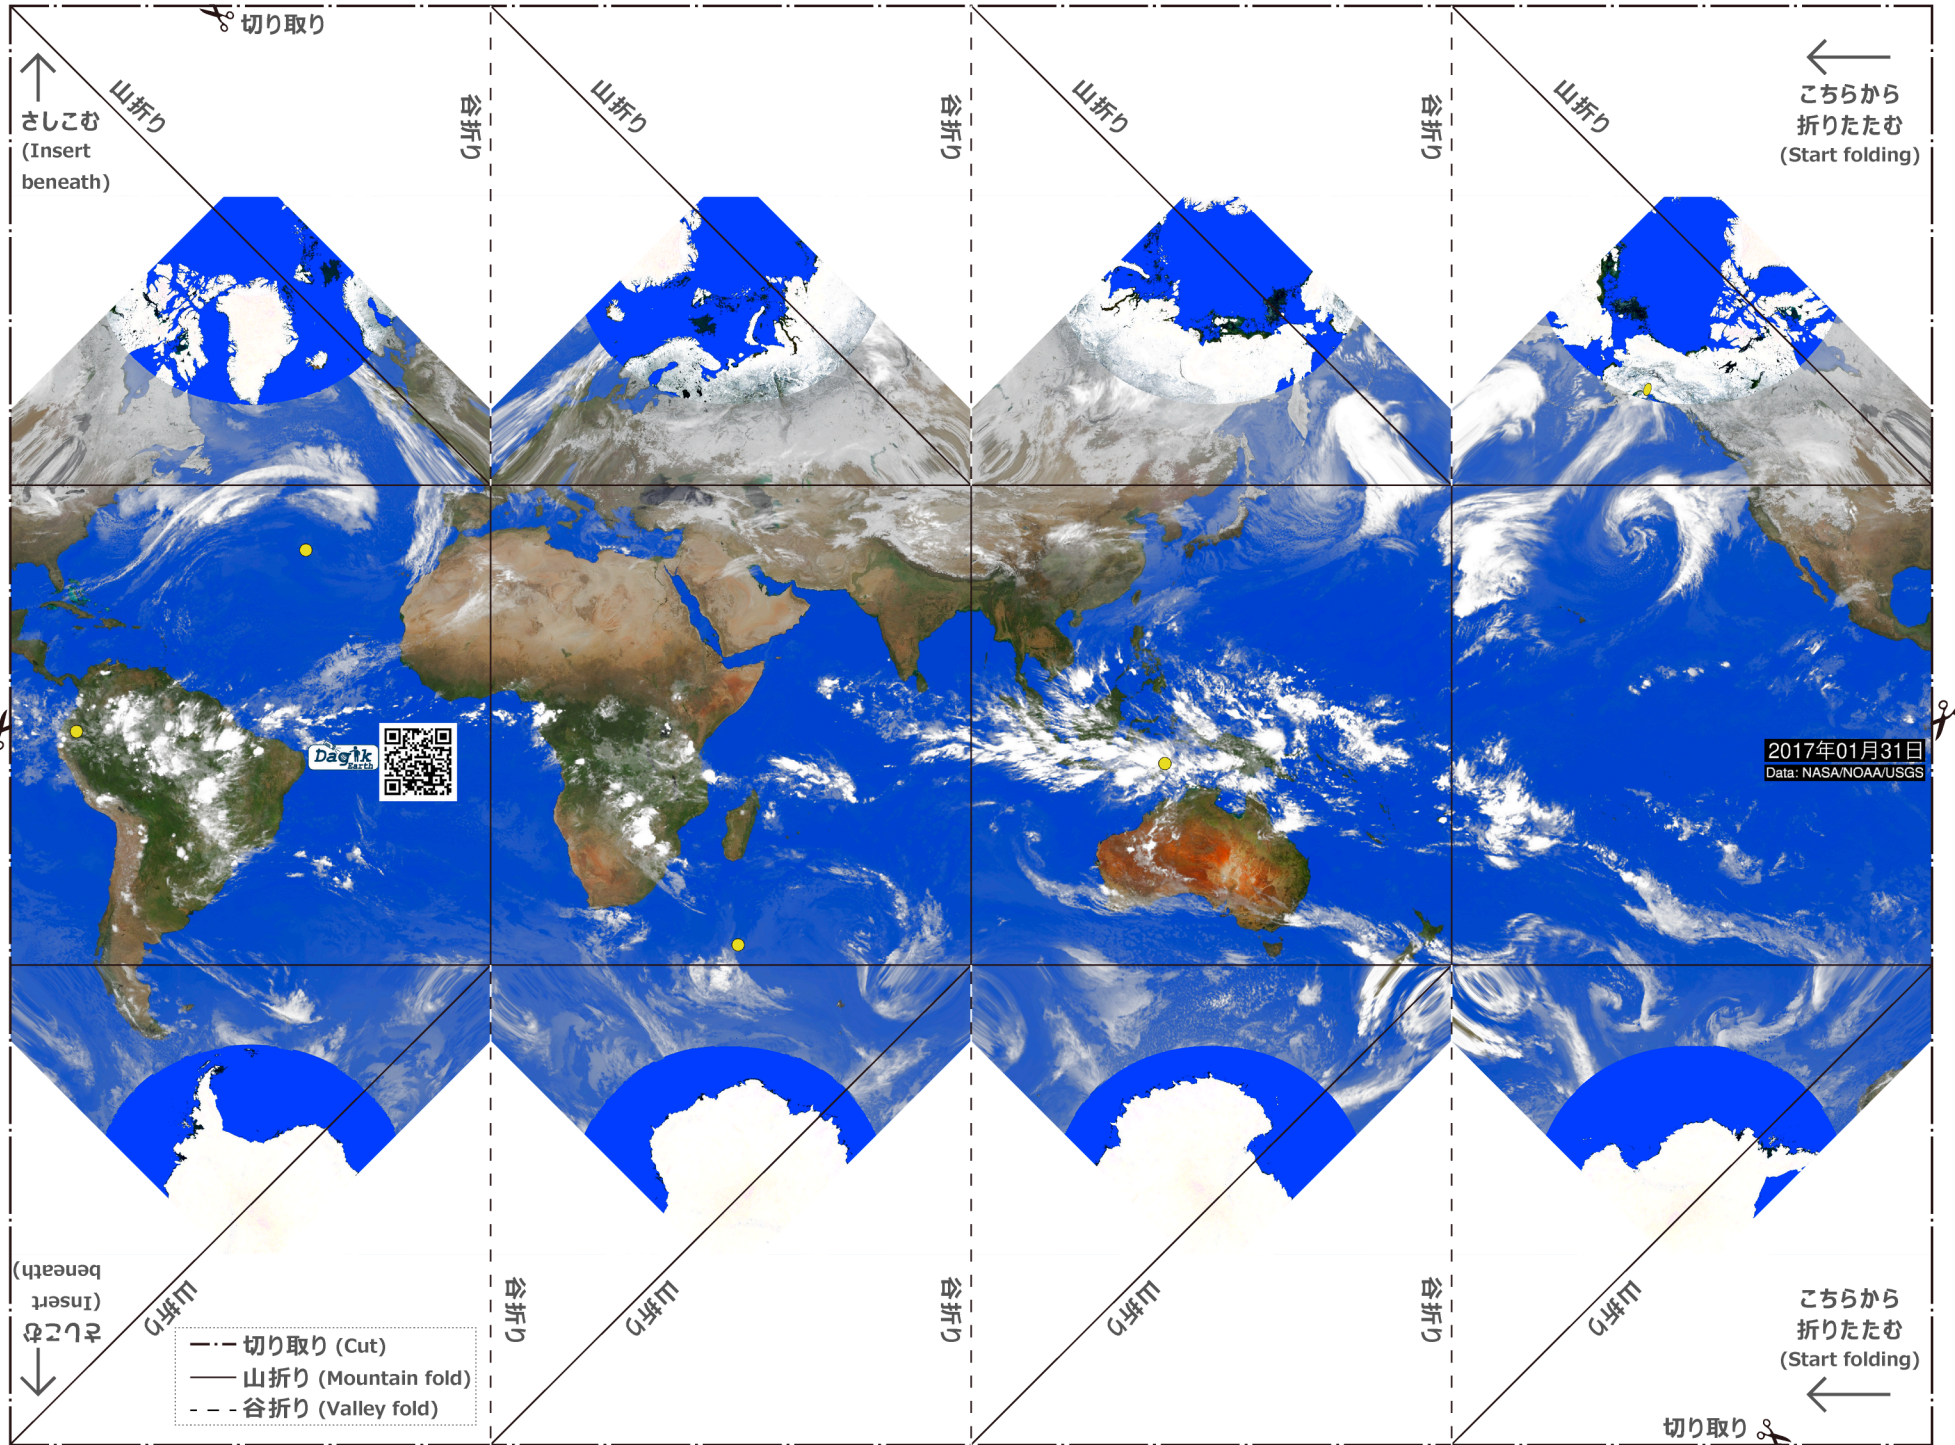 切り取り
さしこむ
(Insert
beneath)
山折り
谷折り
山折り
谷折り
山折り
谷折り
山折り
こちらから
折りたたむ
(Start folding)
Dagik
Earth
2017年01月31日
Data: NASA/NOAA/USGS
さしこむ
(Insert
beneath)
山折り
谷折り
山折り
谷折り
山折り
谷折り
山折り
こちらから
折りたたむ
(Start folding)
切り取り (Cut)
山折り (Mountain fold)
谷折り (Valley fold)
切り取り